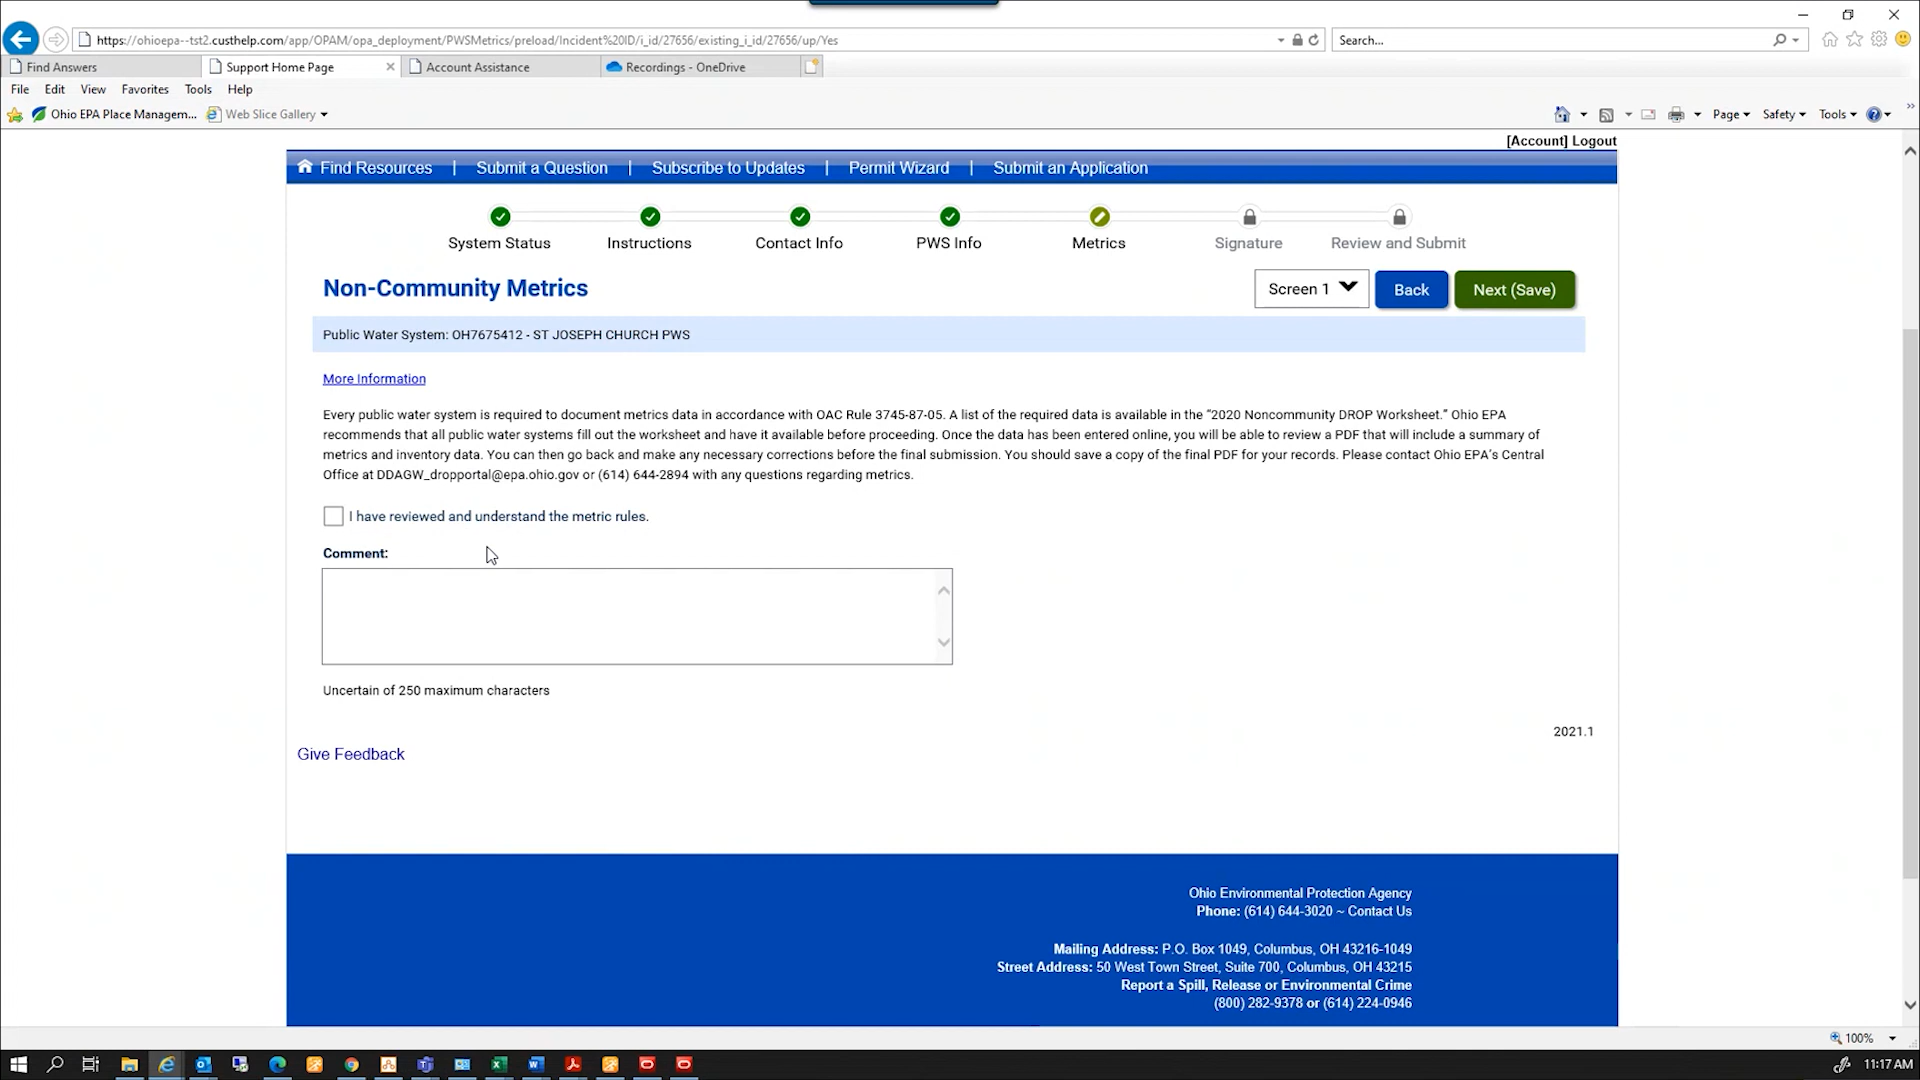 https://ohioepa--tst2.custhelp.com/app/OPAM/opa_deployment/PWSMetrics/preload/Incident%20ID/i_id/27656/existing_i_id/27656/up/Yes
Search...
Find Answers
Support Home Page
Account Assistance
Recordings - OneDrive
File Edit View Favorites Tools Help
Ohio EPA Place Managem...
Web Slice Gallery
Page
Safety
Tools
[Account] Logout
Find Resources | Submit a Question | Subscribe to Updates | Permit Wizard | Submit an Application
System Status
Instructions
Contact Info
PWS Info
Metrics
Signature
Review and Submit
Non-Community Metrics
Screen 1
Back
Next (Save)
Public Water System: OH7675412 - ST JOSEPH CHURCH PWS
More Information
Every public water system is required to document metrics data in accordance with OAC Rule 3745-87-05. A list of the required data is available in the “2020 Noncommunity DROP Worksheet.” Ohio EPA
recommends that all public water systems fill out the worksheet and have it available before proceeding. Once the data has been entered online, you will be able to review a PDF that will include a summary of
metrics and inventory data. You can then go back and make any necessary corrections before the final submission. You should save a copy of the final PDF for your records. Please contact Ohio EPA’s Central
Office at DDAGW_dropportal@epa.ohio.gov or (614) 644-2894 with any questions regarding metrics.
I have reviewed and understand the metric rules.
Comment:
Uncertain of 250 maximum characters
2021.1
Give Feedback
Ohio Environmental Protection Agency
Phone: (614) 644-3020 ~ Contact Us
Mailing Address: P.O. Box 1049, Columbus, OH 43216-1049
Street Address: 50 West Town Street, Suite 700, Columbus, OH 43215
Report a Spill, Release or Environmental Crime
(800) 282-9378 or (614) 224-0946
100%
11:17 AM